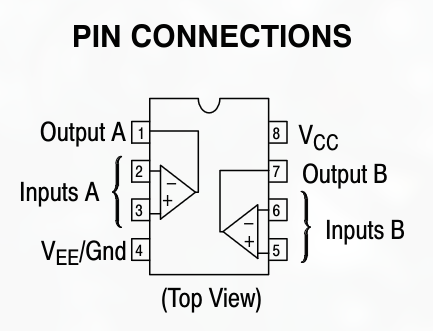 PIN CONNECTIONS
Output A 1 8 VCC
2 7 Output B
Inputs A − − 6
3 + + Inputs B
VEE/Gnd 4 5
(Top View)